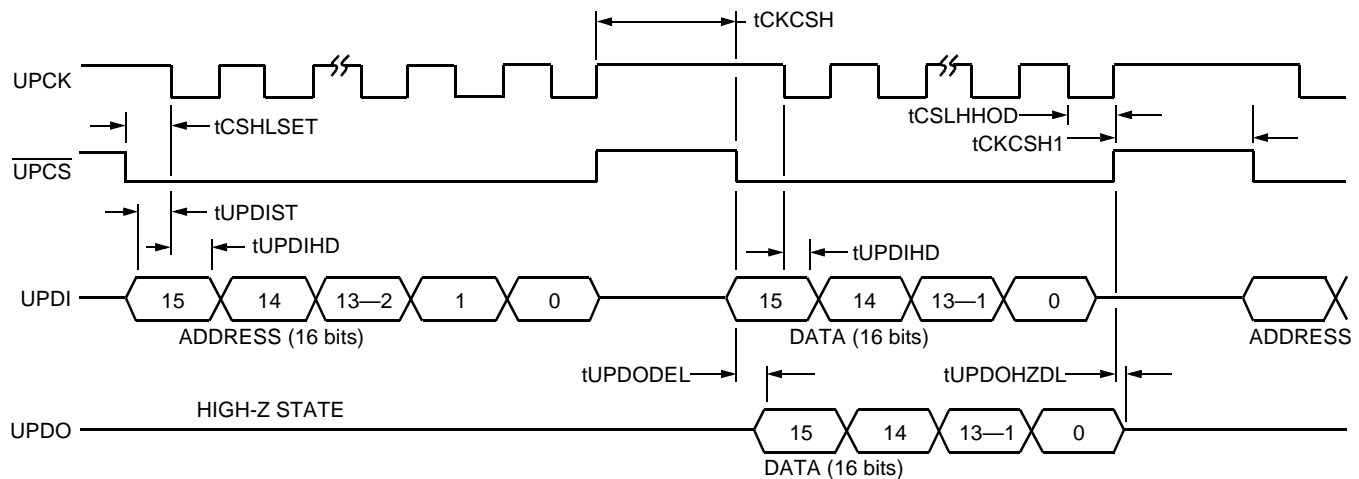 tCKCSH
UPCK
tCSHLSET
tCSLHHOD
tCKCSH1
UPCS
tUPDIST
tUPDIHD
tUPDIHD
UPDI
15
14
13—2
1
0
15
14
13—1
0
ADDRESS (16 bits)
DATA (16 bits)
ADDRESS
tUPDODEL
tUPDOHZDL
HIGH-Z STATE
UPDO
15
14
13—1
0
DATA (16 bits)